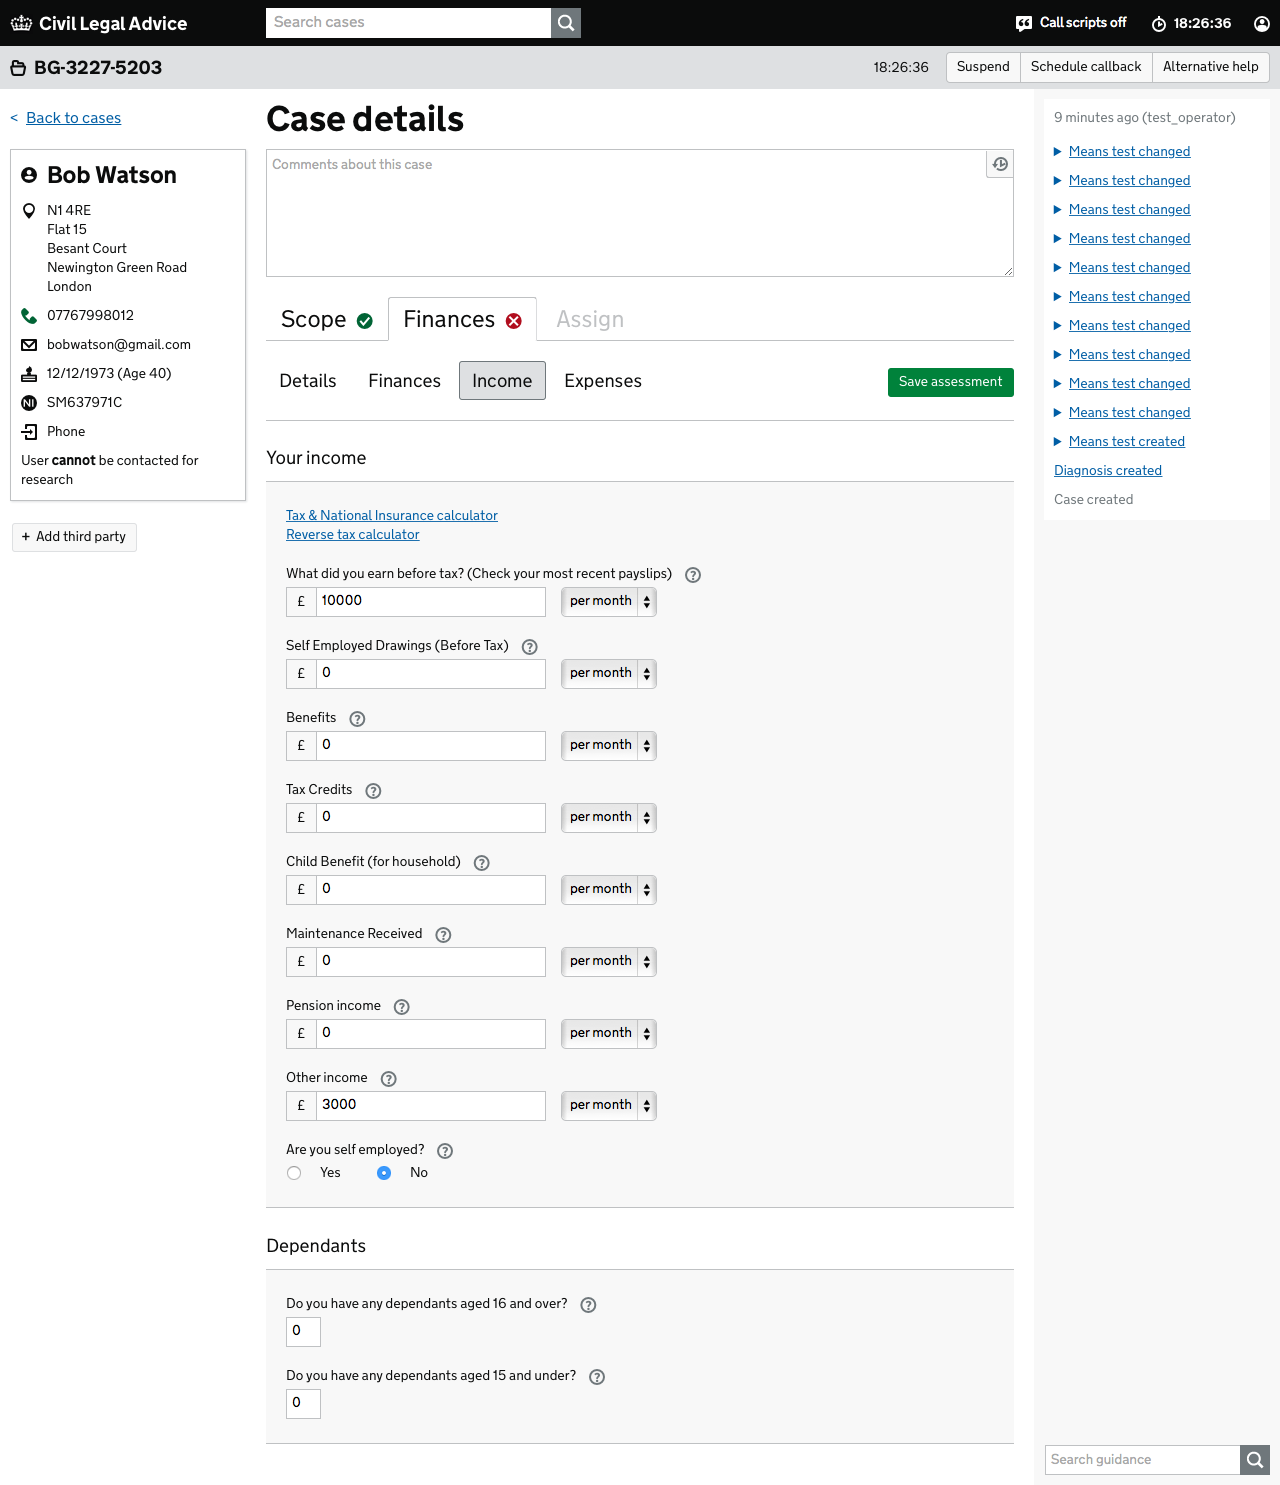 Civil Legal Advice
Search cases
Call scripts off
18:26:36
BG-3227-5203
18:26:36
Suspend
Schedule callback
Alternative help
< Back to cases
Bob Watson
N1 4RE
Flat 15
Besant Court
Newington Green Road
London
07767998012
bobwatson@gmail.com
12/12/1973 (Age 40)
NI SM637971C
Phone
User cannot be contacted for
research
+ Add third party
Case details
Comments about this case
Scope
Finances
Assign
Details
Finances
Income
Expenses
Save assessment
Your income
Tax & National Insurance calculator
Reverse tax calculator
What did you earn before tax? (Check your most recent payslips) ?
£ 10000 per month
Self Employed Drawings (Before Tax) ?
£ 0 per month
Benefits ?
£ 0 per month
Tax Credits ?
£ 0 per month
Child Benefit (for household) ?
£ 0 per month
Maintenance Received ?
£ 0 per month
Pension income ?
£ 0 per month
Other income ?
£ 3000 per month
Are you self employed? ?
Yes No
Dependants
Do you have any dependants aged 16 and over? ?
0
Do you have any dependants aged 15 and under? ?
0
9 minutes ago (test_operator)
Means test changed
Means test changed
Means test changed
Means test changed
Means test changed
Means test changed
Means test changed
Means test changed
Means test changed
Means test changed
Means test created
Diagnosis created
Case created
Search guidance